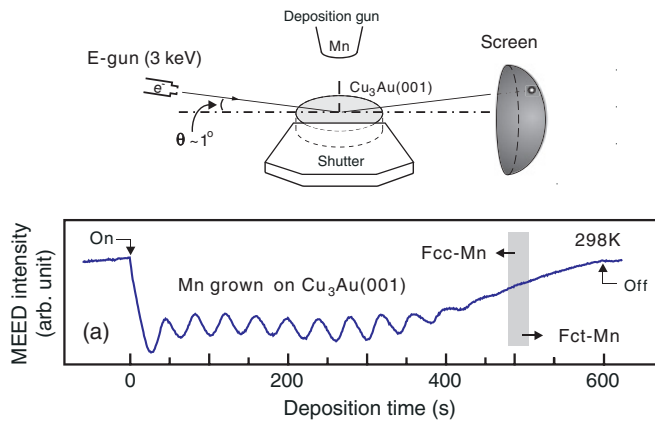 Deposition gun
Mn
Screen
E-gun (3 keV)
Cu₃Au(001)
e⁻
θ ~1°
Shutter
MEED intensity
(arb. unit)
On
298K
Fcc-Mn
Mn grown on Cu₃Au(001)
Off
(a)
Fct-Mn
0 200 400 600
Deposition time (s)